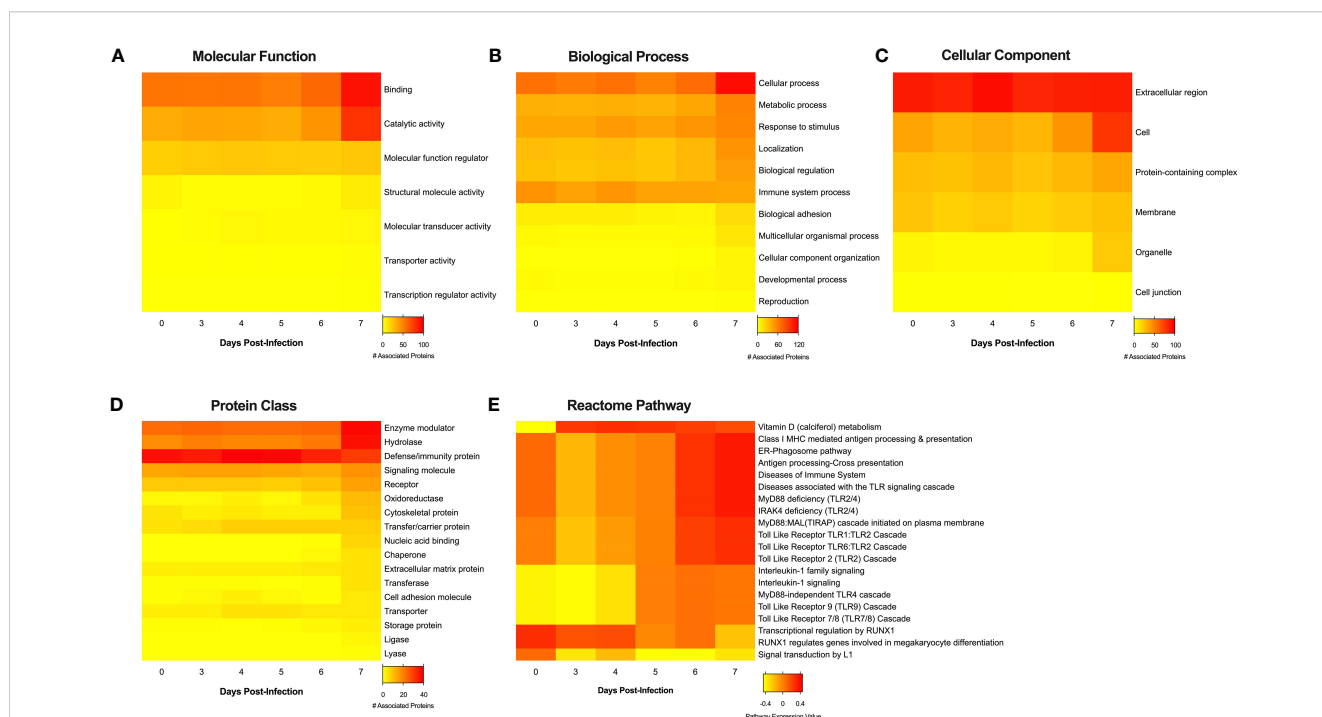 A Molecular Function
Binding
Catalytic activity
Molecular function regulator
Structural molecule activity
Molecular transducer activity
Transporter activity
Transcription regulator activity
0 3 4 5 6 7
Days Post-Infection
0 50 100
# Associated Proteins
B Biological Process
Cellular process
Metabolic process
Response to stimulus
Localization
Biological regulation
Immune system process
Biological adhesion
Multicellular organismal process
Cellular component organization
Developmental process
Reproduction
0 3 4 5 6 7
Days Post-Infection
0 60 120
# Associated Proteins
C Cellular Component
Extracellular region
Cell
Protein-containing complex
Membrane
Organelle
Cell junction
0 3 4 5 6 7
Days Post-Infection
0 50 100
# Associated Proteins
D Protein Class
Enzyme modulator
Hydrolase
Defense/immunity protein
Signaling molecule
Receptor
Oxidoreductase
Cytoskeletal protein
Transfer/carrier protein
Nucleic acid binding
Chaperone
Extracellular matrix protein
Transferase
Cell adhesion molecule
Transporter
Storage protein
Ligase
Lyase
0 3 4 5 6 7
Days Post-Infection
0 20 40
# Associated Proteins
E Reactome Pathway
Vitamin D (calciferol) metabolism
Class I MHC mediated antigen processing & presentation
ER-Phagosome pathway
Antigen processing-Cross presentation
Diseases of Immune System
Diseases associated with the TLR signaling cascade
MyD88 deficiency (TLR2/4)
IRAK4 deficiency (TLR2/4)
MyD88:MAL(TIRAP) cascade initiated on plasma membrane
Toll Like Receptor TLR1:TLR2 Cascade
Toll Like Receptor TLR6:TLR2 Cascade
Toll Like Receptor 2 (TLR2) Cascade
Interleukin-1 family signaling
Interleukin-1 signaling
MyD88-independent TLR4 cascade
Toll Like Receptor 9 (TLR9) Cascade
Toll Like Receptor 7/8 (TLR7/8) Cascade
Transcriptional regulation by RUNX1
RUNX1 regulates genes involved in megakaryocyte differentiation
Signal transduction by L1
0 3 4 5 6 7
Days Post-Infection
-0.4 0 0.4
Pathway Expression Value